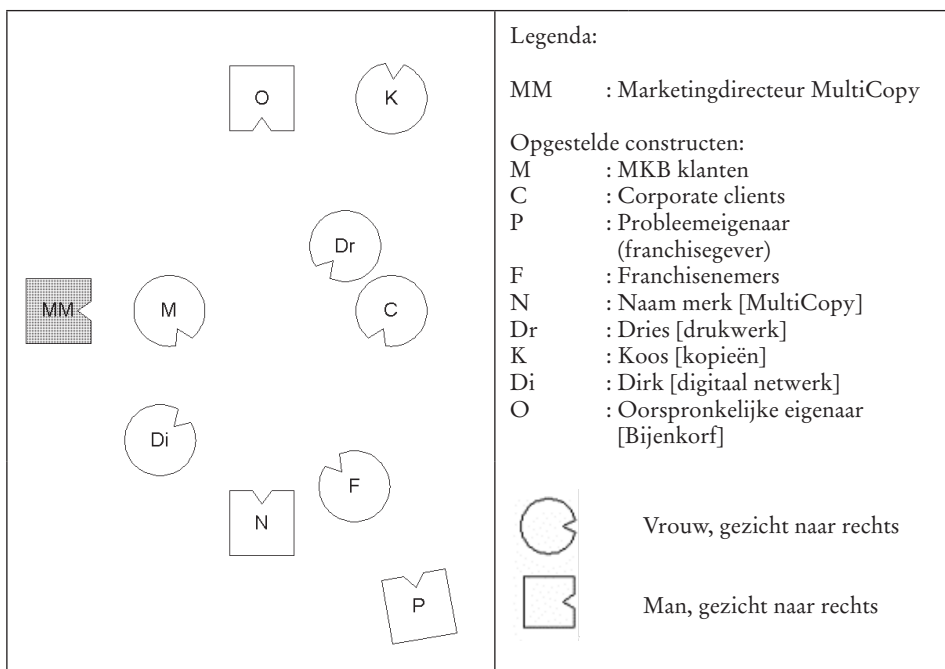 O
K
Dr
MM
M
C
Di
F
N
P
Legenda:
MM : Marketingdirecteur MultiCopy
Opgestelde constructen:
M : MKB klanten
C : Corporate clients
P : Probleemeigenaar
(franchisegever)
F : Franchisenemers
N : Naam merk [MultiCopy]
Dr : Dries [drukwerk]
K : Koos [kopieën]
Di : Dirk [digitaal netwerk]
O : Oorspronkelijke eigenaar
[Bijenkorf]
Vrouw, gezicht naar rechts
Man, gezicht naar rechts